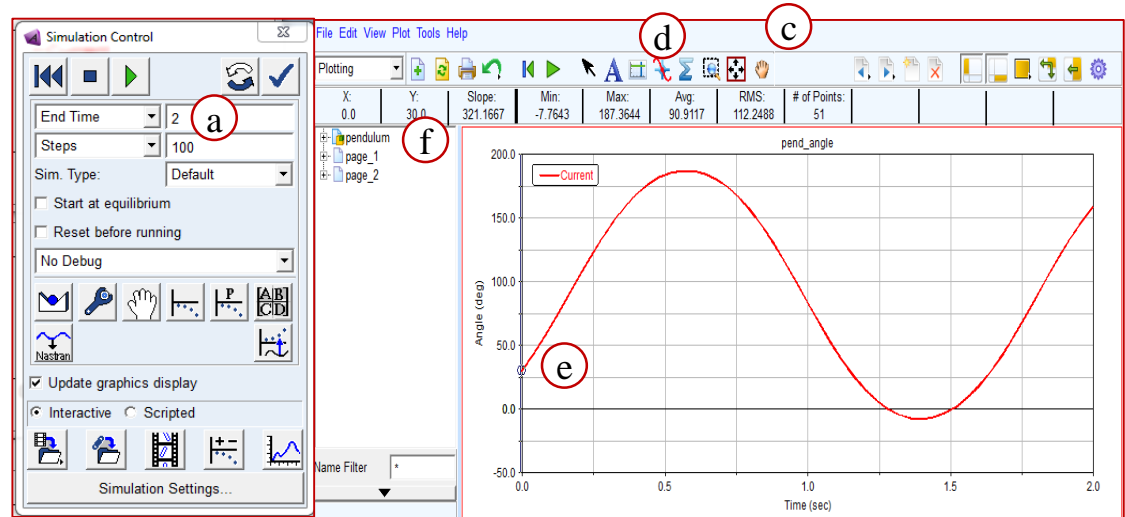 Simulation Control
End Time 2
a
Steps 100
Sim. Type: Default
Start at equilibrium
Reset before running
No Debug
P
A B
C D
Nastran
Update graphics display
Interactive Scripted
Simulation Settings...
File Edit View Plot Tools Help
d
c
Plotting
A
X: Y: Slope: Min: Max: Avg: RMS: # of Points:
0.0 30.0 321.1667 -7.7643 187.3644 90.9117 112.2488 51
f
pendulum
page_1
page_2
Name Filter *
pend_angle
Current
200.0
150.0
100.0
50.0
0.0
-50.0
Angle (deg)
e
0.0 0.5 1.0 1.5 2.0
Time (sec)